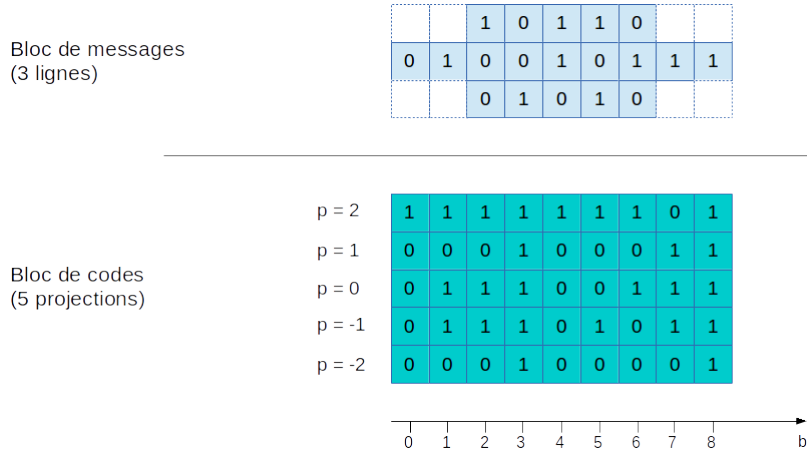 1 0 1 1 0
Bloc de messages
(3 lignes)
0 1 0 0 1 0 1 1 1
0 1 0 1 0
p = 2 1 1 1 1 1 1 1 0 1
p = 1 0 0 0 1 0 0 0 1 1
Bloc de codes
(5 projections)
p = 0 0 1 1 1 0 0 1 1 1
p = -1 0 1 1 1 0 1 0 1 1
p = -2 0 0 0 1 0 0 0 0 1
0 1 2 3 4 5 6 7 8 b